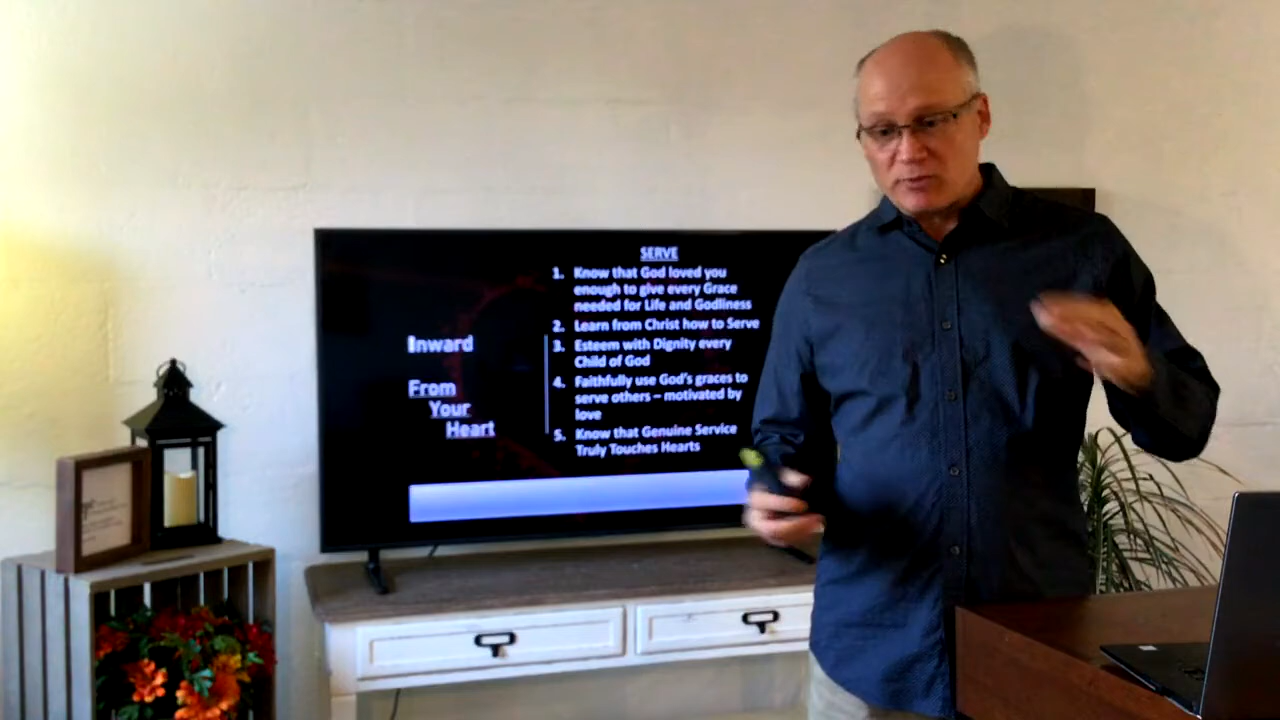 SERVE
1. Know that God loved you
enough to give every Grace
needed for Life and Godliness
2. Learn from Christ how to Serve
3. Esteem with Dignity every
Child of God
4. Faithfully use God's graces to
serve others – motivated by
love
5. Know that Genuine Service
Truly Touches Hearts
Inward
From
Your
Heart